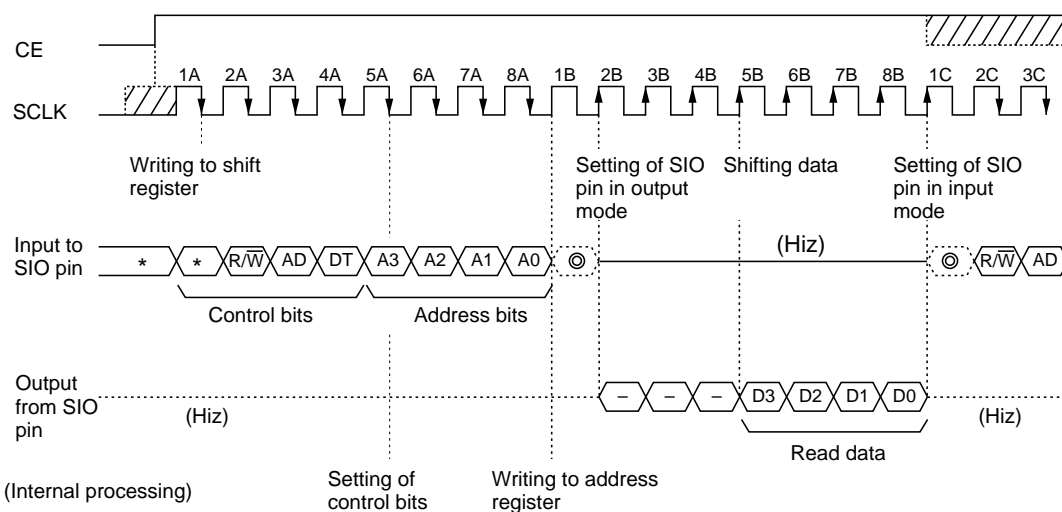 CE
1A 2A 3A 4A 5A 6A 7A 8A 1B 2B 3B 4B 5B 6B 7B 8B 1C 2C 3C
SCLK
Writing to shift
register
Setting of SIO
pin in output
mode
Shifting data
Setting of SIO
pin in input
mode
Input to
SIO pin
* * R/W̅ AD DT A3 A2 A1 A0 ◎ (Hiz) ◎ R/W̅ AD
Control bits
Address bits
Output
from SIO
pin
(Hiz) – – – D3 D2 D1 D0 (Hiz)
Read data
(Internal processing)
Setting of
control bits
Writing to address
register